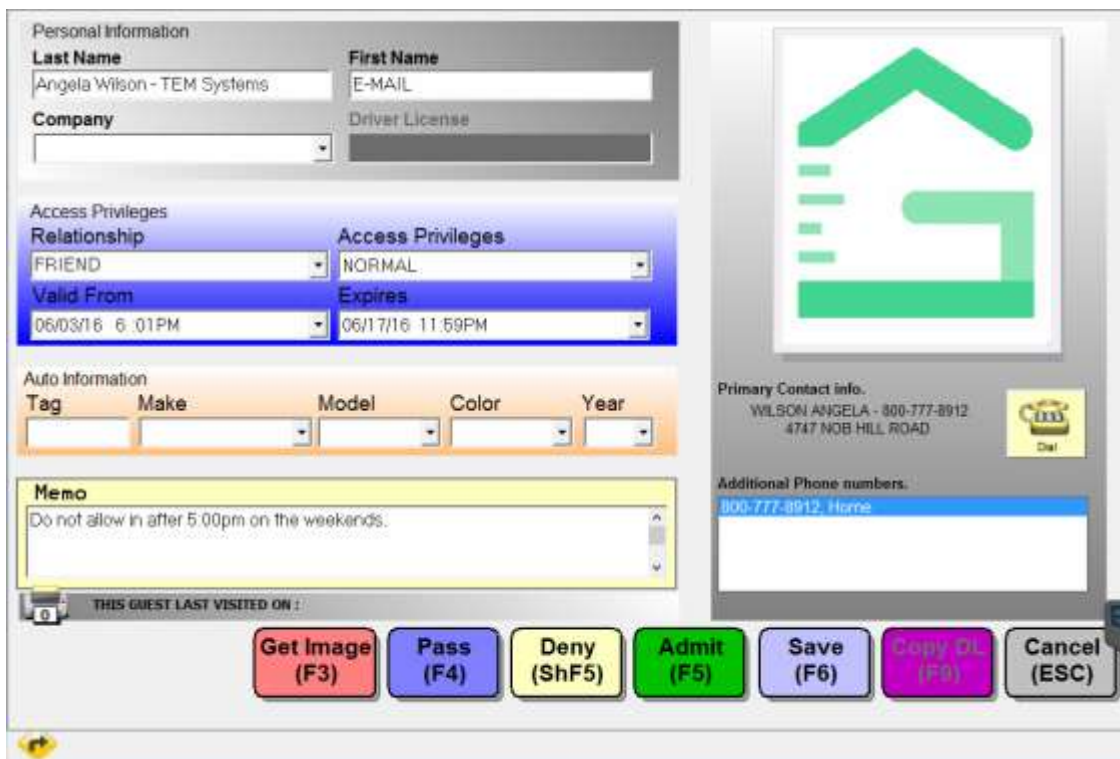 Personal Information
Last Name First Name
Angela Wilson - TEM Systems E-MAIL
Company Driver License
Access Privileges
Relationship Access Privileges
FRIEND NORMAL
Valid From Expires
06/03/16 6:01PM 06/17/16 11:59PM
Auto Information
Tag Make Model Color Year
Memo
Do not allow in after 5:00pm on the weekends.
0 THIS GUEST LAST VISITED ON :
Primary Contact info.
WILSON ANGELA - 800-777-8912
4747 NOB HILL ROAD
Dial
Additional Phone numbers.
800-777-8912, Home
Get Image Pass Deny Admit Save Copy DL Cancel
(F3) (F4) (ShF5) (F5) (F6) (F9) (ESC)